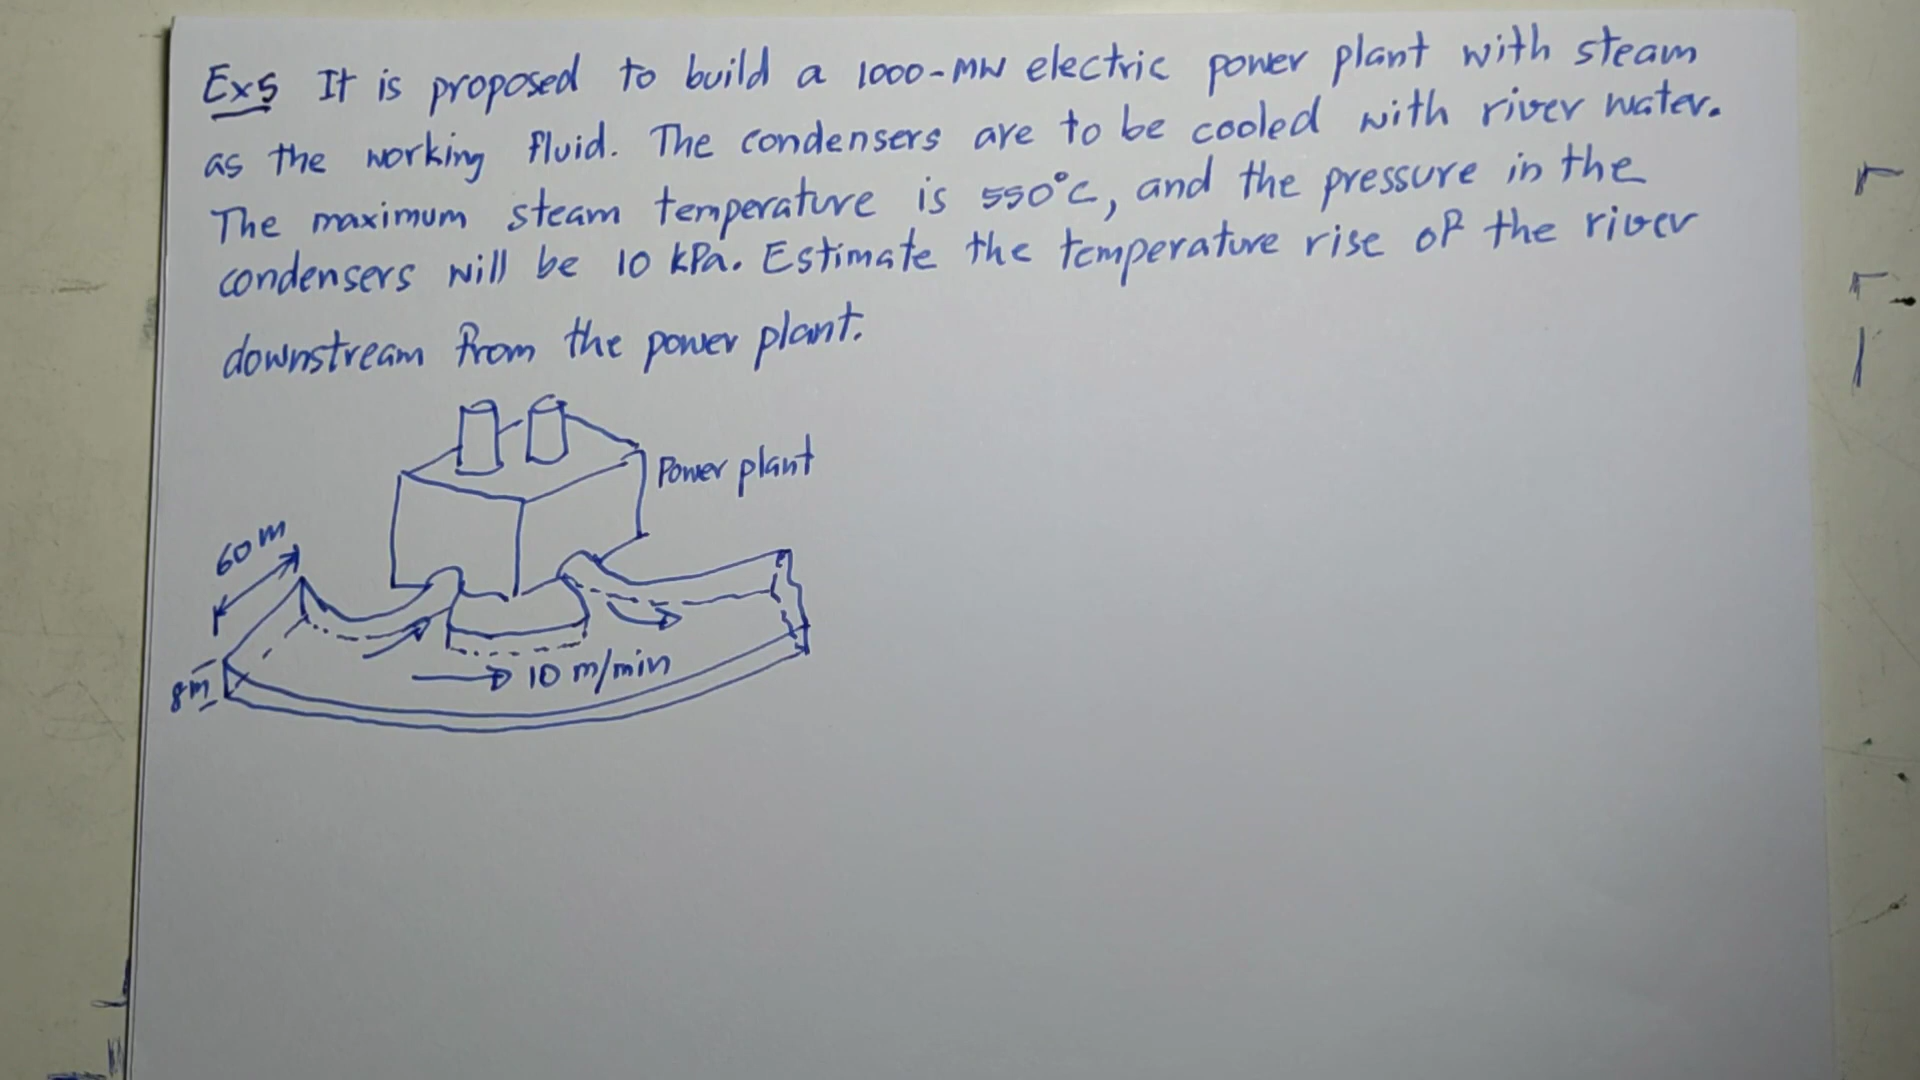 Ex5 It is proposed to build a 1000-MW electric power plant with steam
as the working fluid. The condensers are to be cooled with river water.
The maximum steam temperature is 550°C, and the pressure in the
condensers will be 10 kPa. Estimate the temperature rise of the river
downstream from the power plant.
Power plant
60 m
8m
10 m/min